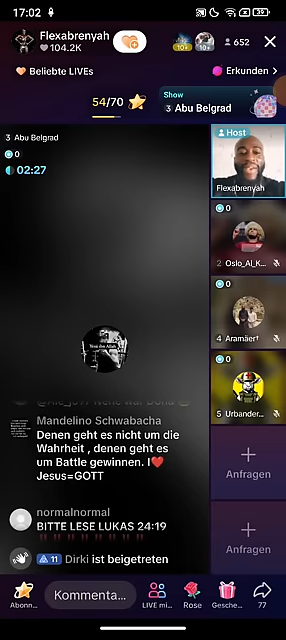 17:02
39
Flexabrenyah
104.2K
10+
10+
652
Beliebte LIVEs
Erkunden
54/70
Show
3 Abu Belgrad
3 Abu Belgrad
0
02:27
Host
Flexabrenyah
0
2 Oslo_Al_K...
0
4 Aramäer†
0
5 Urbander...
Anfragen
Anfragen
Mandelino Schwabacha
Denen geht es nicht um die
Wahrheit , denen geht es
um Battle gewinnen. I❤️
Jesus=GOTT
normalnormal
BITTE LESE LUKAS 24:19
11 Dirki ist beigetreten
Abonn...
Kommenta...
LIVE mi...
Rose
Gesche...
77